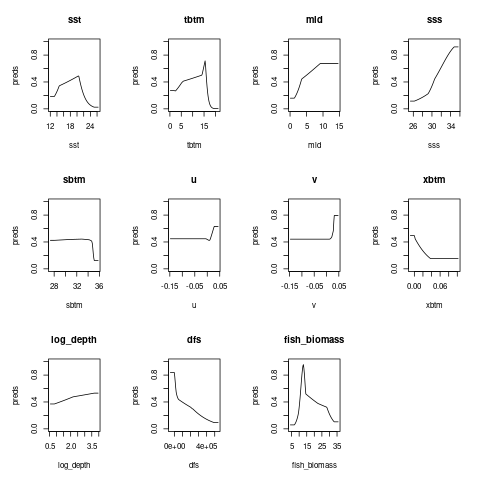 sst tbtm mld sss
preds 0.0 0.4 0.8 preds 0.0 0.4 0.8 preds 0.0 0.4 0.8 preds 0.0 0.4 0.8
12 16 20 24 0 5 15 0 5 10 15 26 30 34
sst tbtm mld sss
sbtm u v xbtm
preds 0.0 0.4 0.8 preds 0.0 0.4 0.8 preds 0.0 0.4 0.8 preds 0.0 0.4 0.8
28 32 36 -0.15 0.05 -0.15 0.05 0.00 0.06
sbtm u v xbtm
log_depth dfs fish_biomass
preds 0.0 0.4 0.8 preds 0.0 0.4 0.8 preds 0.0 0.4 0.8
0.5 2.0 3.5 0e+00 4e+05 5 15 25 35
log_depth dfs fish_biomass